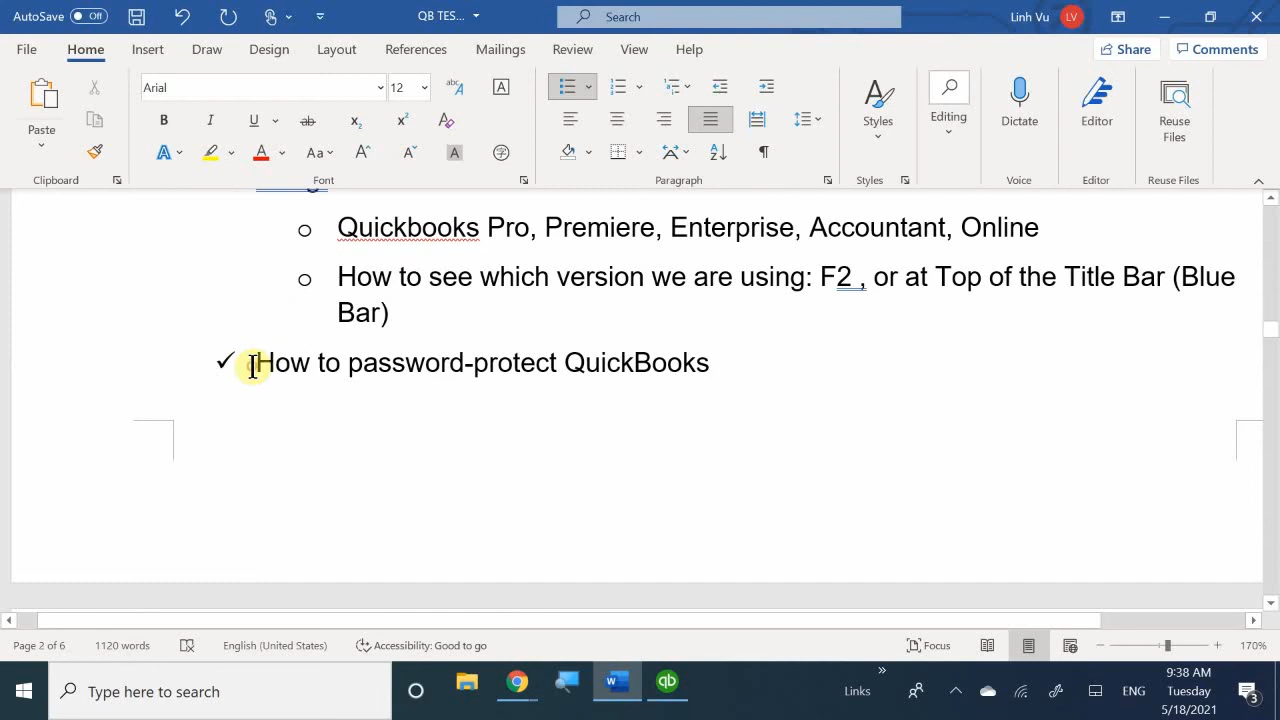 AutoSave Off QB TES... Search Linh Vu LV
File Home Insert Draw Design Layout References Mailings Review View Help Share Comments
Paste Arial 12 Styles Editing Dictate Editor Reuse Files
Clipboard Font Paragraph Styles Voice Editor Reuse Files
o Quickbooks Pro, Premiere, Enterprise, Accountant, Online
o How to see which version we are using: F2 , or at Top of the Title Bar (Blue
Bar)
✓ How to password-protect QuickBooks
Page 2 of 6 1120 words English (United States) Accessibility: Good to go Focus 170%
Type here to search Links ENG 9:38 AM
Tuesday
5/18/2021 3